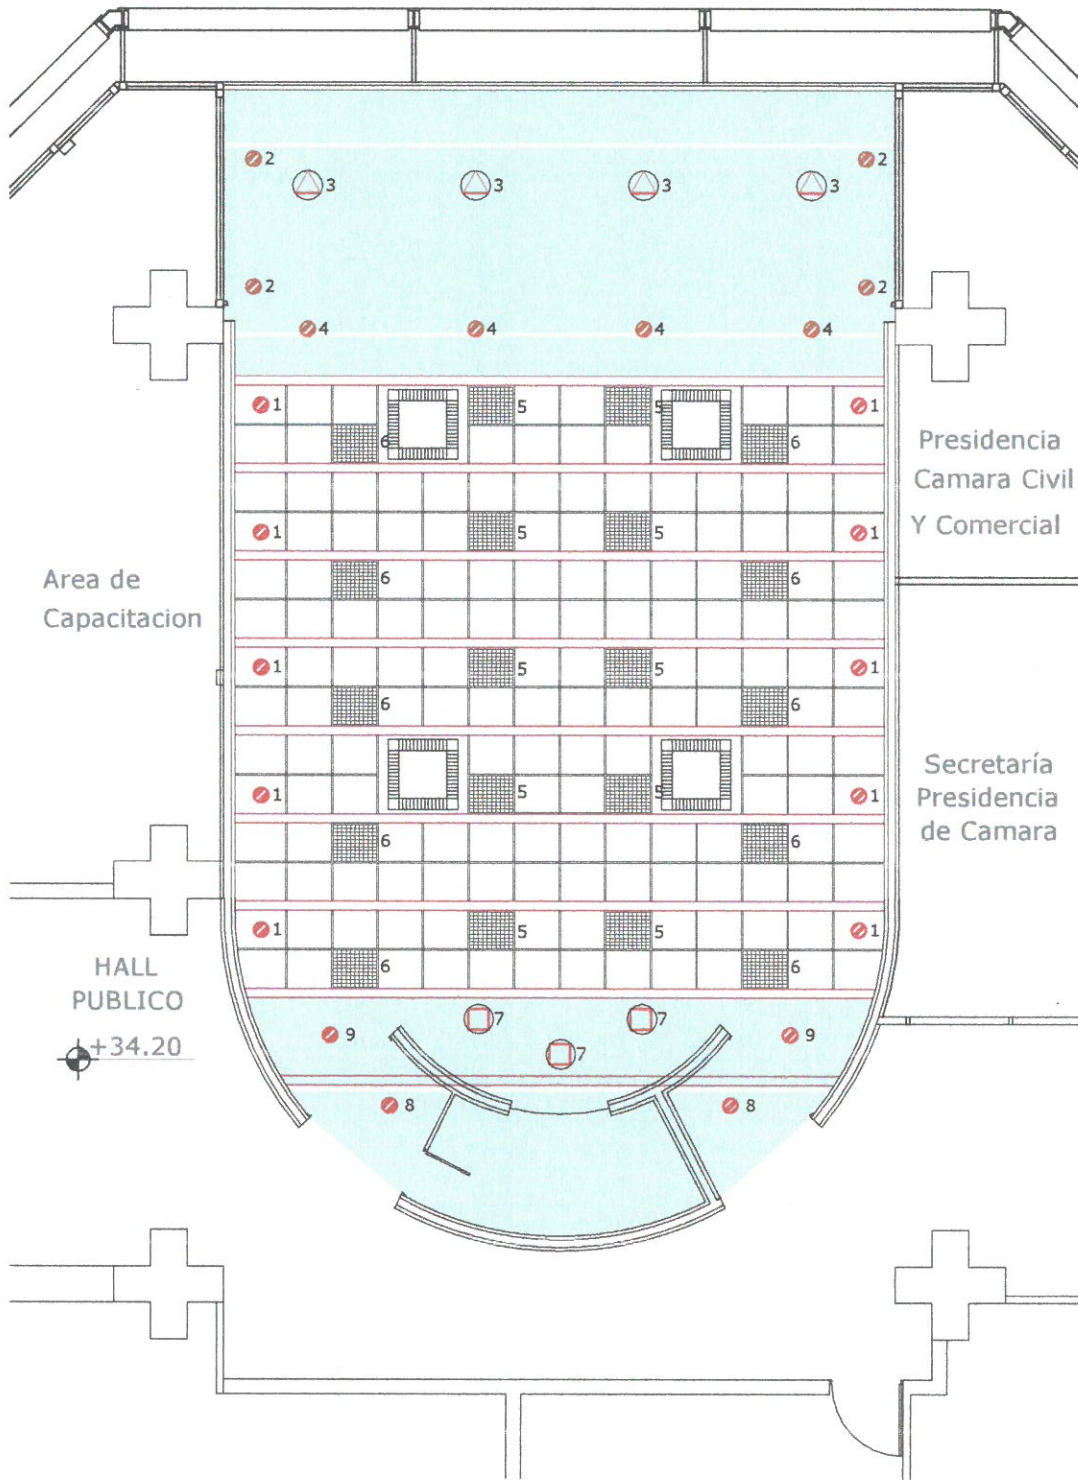 2 2
3 3 3 3
2 2
4 4 4 4
1 5 5 1
6 6
Presidencia
Camara Civil
Y Comercial
1 5 5 1
6 6
Area de
Capacitacion
1 5 5 1
6 6
Secretaría
Presidencia
de Camara
1 5 5 1
6 6
1 5 5 1
6 6
HALL
PUBLICO
+34.20
7 7
9 9
7
8 8